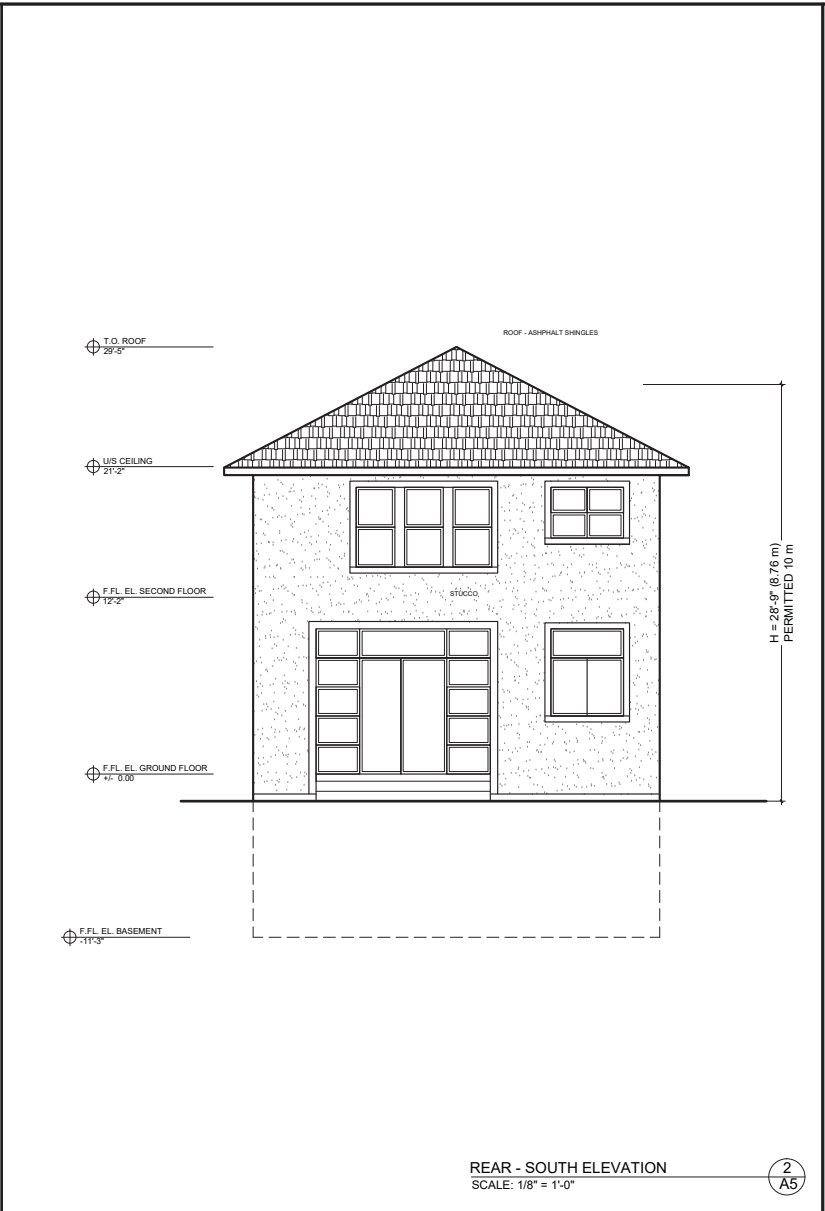 ROOF - ASHPHALT SHINGLES
T.O. ROOF
29'-5"
U/S CEILING
21'-2"
F.FL. EL. SECOND FLOOR
12'-2"
STUCCO
H = 28'-9" (8.76 m)
PERMITTED 10 m
F.FL. EL. GROUND FLOOR
+/- 0.00
F.FL. EL. BASEMENT
-11'-3"
REAR - SOUTH ELEVATION
SCALE: 1/8" = 1'-0"
2
A5